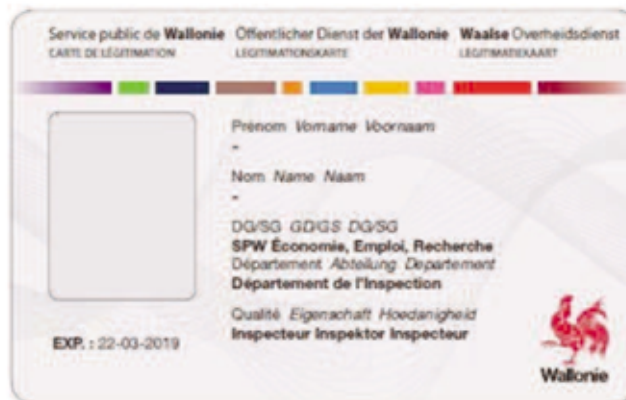 Service public de Wallonie Öffentlicher Dienst der Wallonie Waalse Overheidsdienst
CARTE DE LÉGITIMATION LEGITIMATIONSKARTE LEGITIMATIEKAART
Prénom Vorname Voornaam
-
Nom Name Naam
-
DG/SG GD/GS DG/SG
SPW Économie, Emploi, Recherche
Département Abteilung Departement
Département de l'Inspection
Qualité Eigenschaft Hoedanigheid
Inspecteur Inspektor Inspecteur
EXP. : 22-03-2019
Wallonie